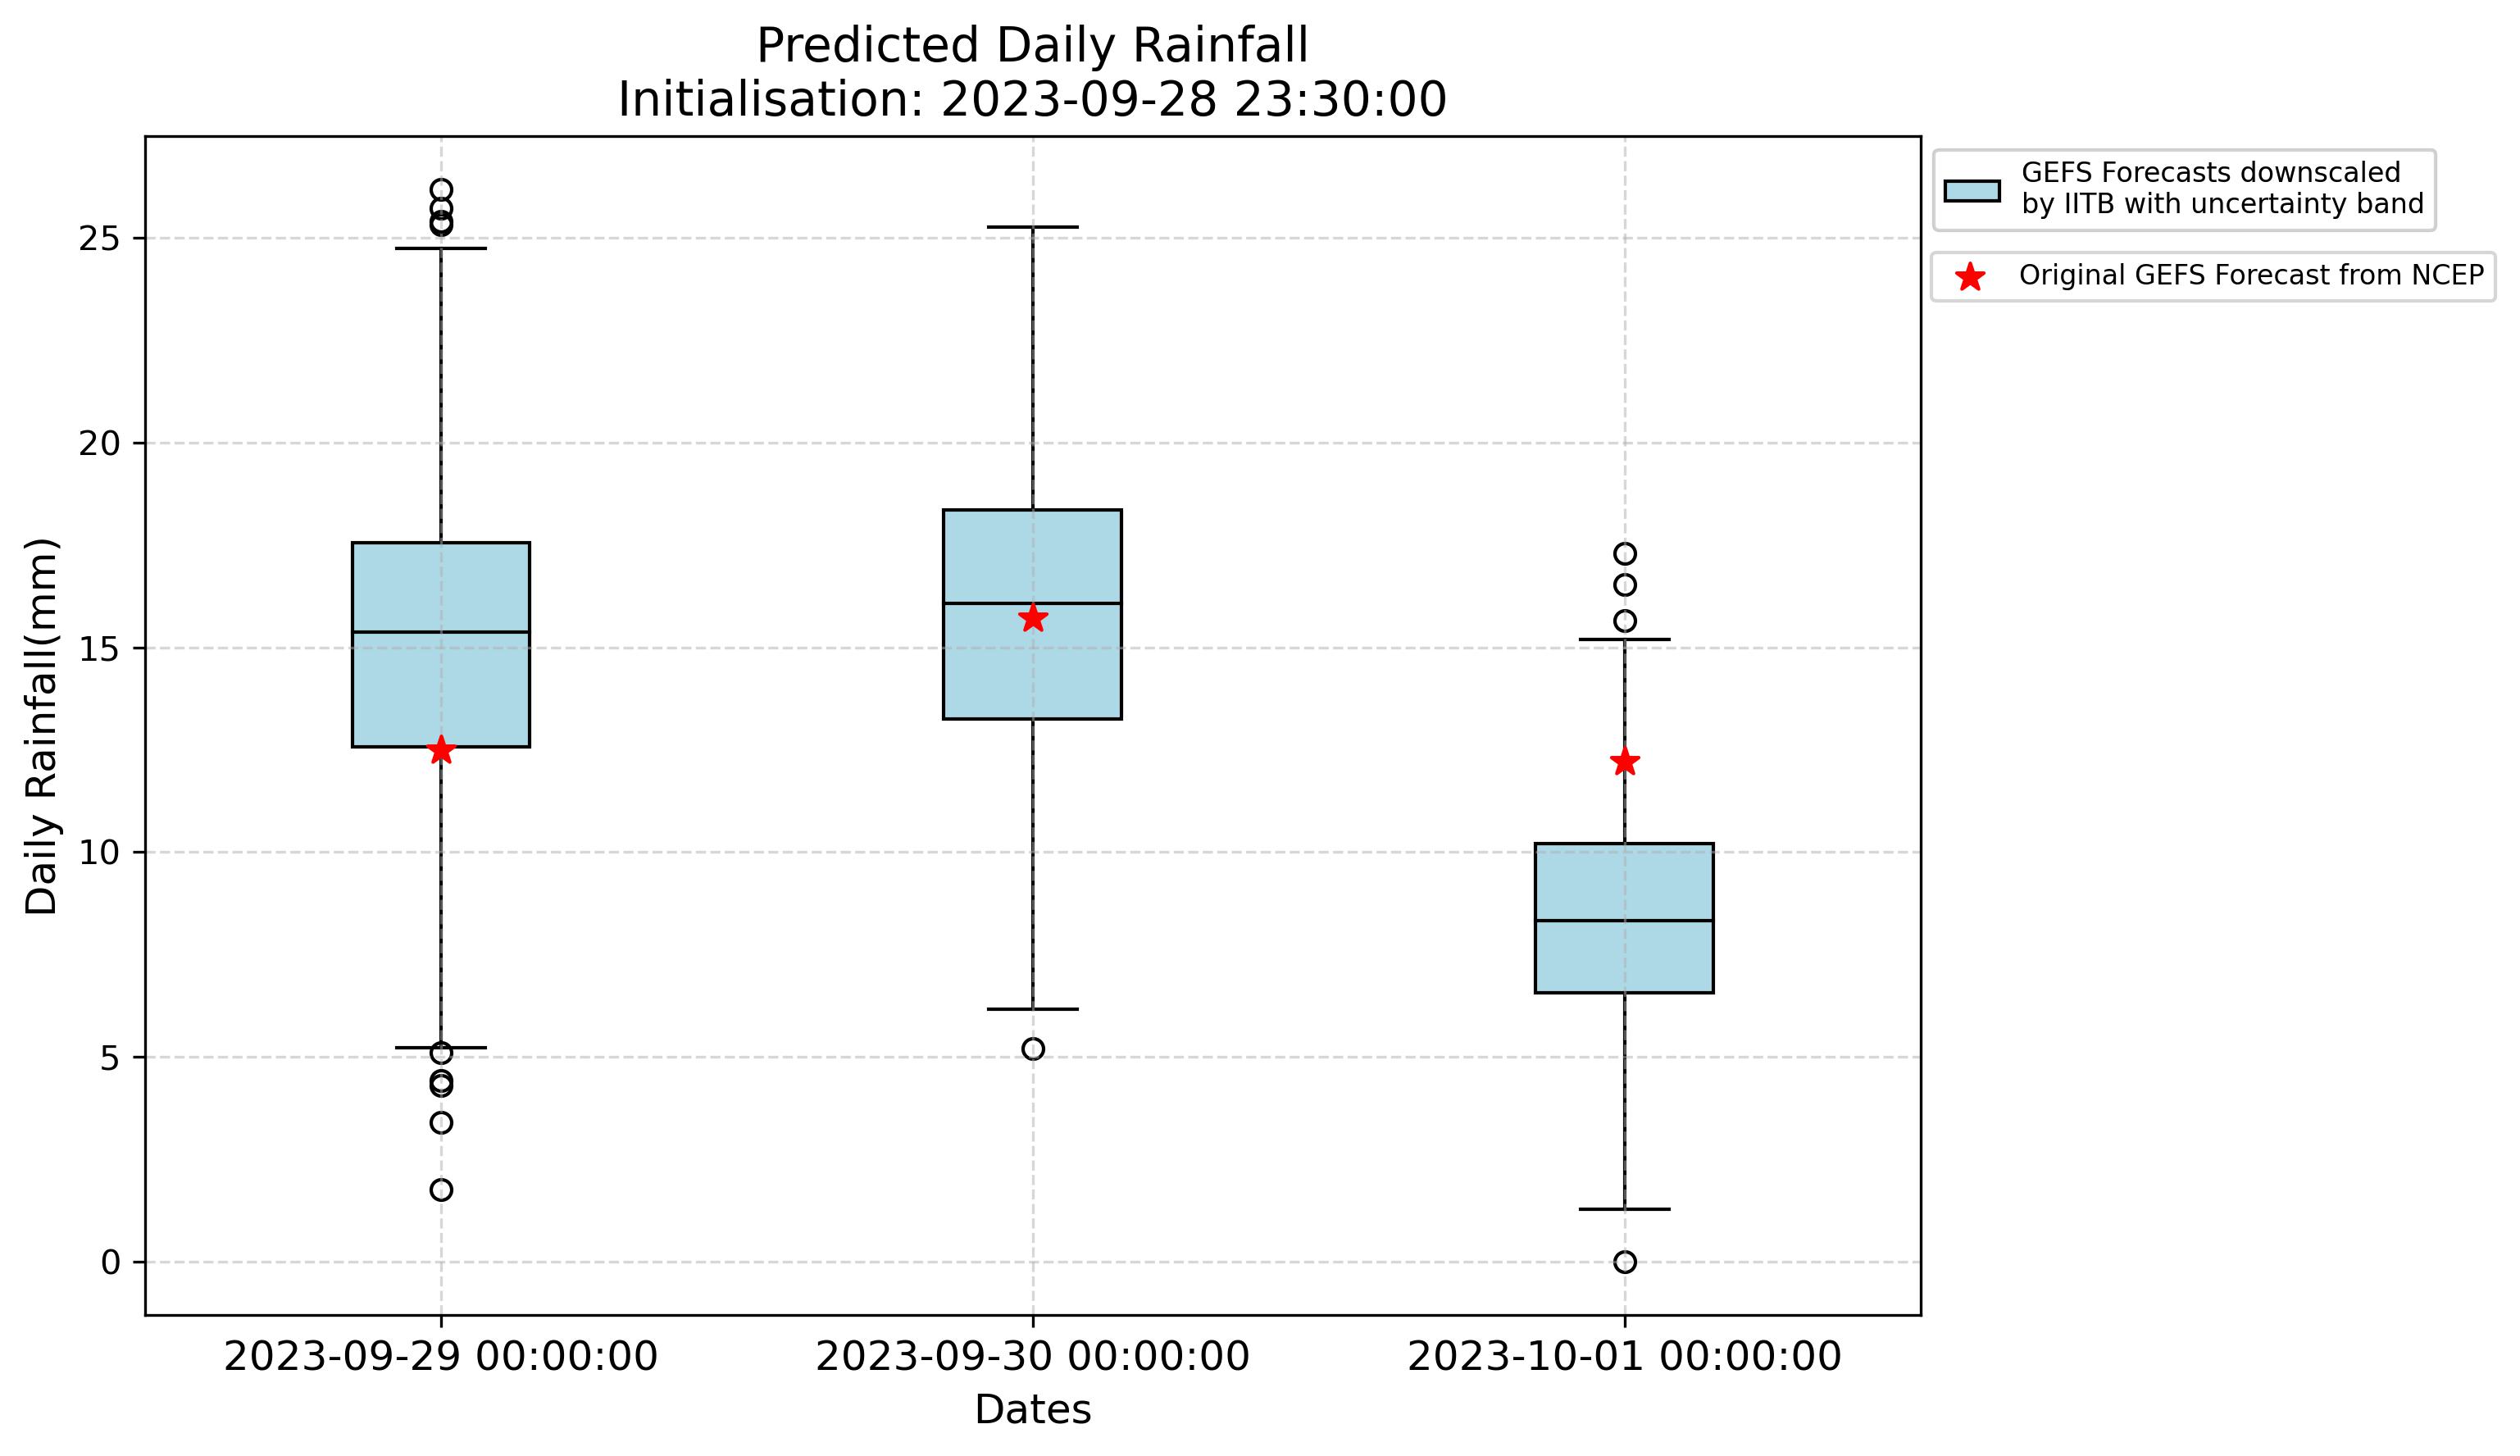 Predicted Daily Rainfall
Initialisation: 2023-09-28 23:30:00
GEFS Forecasts downscaled
by IITB with uncertainty band
Original GEFS Forecast from NCEP
Daily Rainfall(mm)
25
20
15
10
5
0
2023-09-29 00:00:00
2023-09-30 00:00:00
2023-10-01 00:00:00
Dates